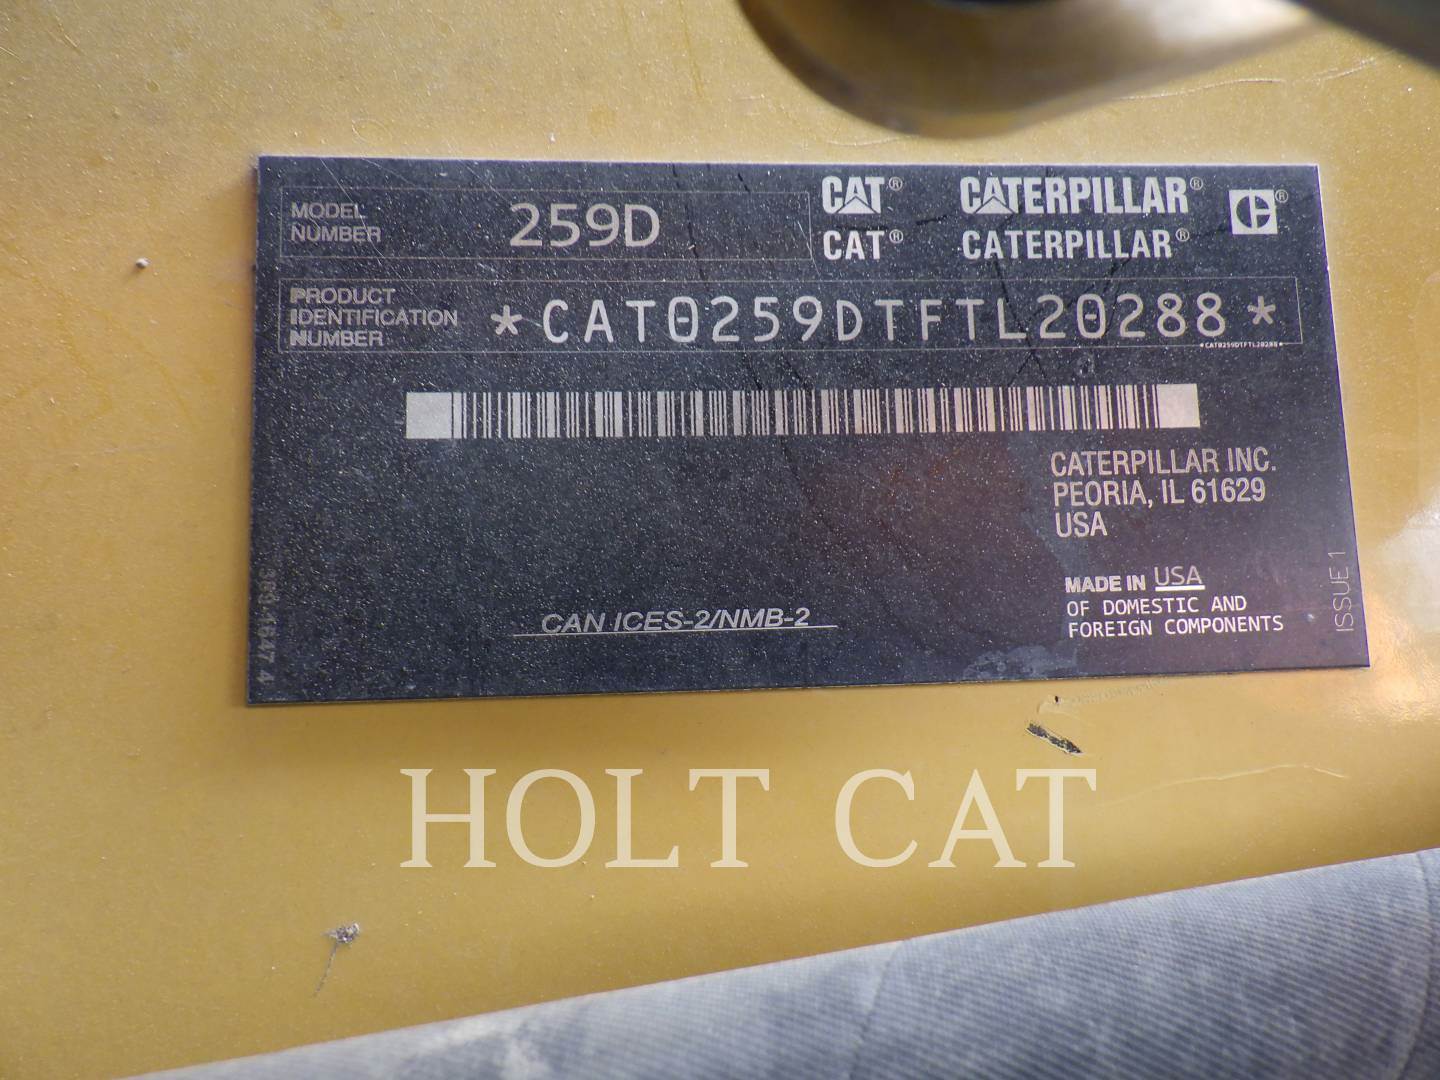 MODEL
NUMBER
259D
CAT® CATERPILLAR® C®
CAT® CATERPILLAR®
PRODUCT
IDENTIFICATION
NUMBER
*CAT0259DTFTL20288*
*CAT0259DTFTL20288*
CATERPILLAR INC.
PEORIA, IL 61629
USA
MADE IN USA
OF DOMESTIC AND
FOREIGN COMPONENTS
CAN ICES-2/NMB-2
ISSUE 1
HOLT CAT